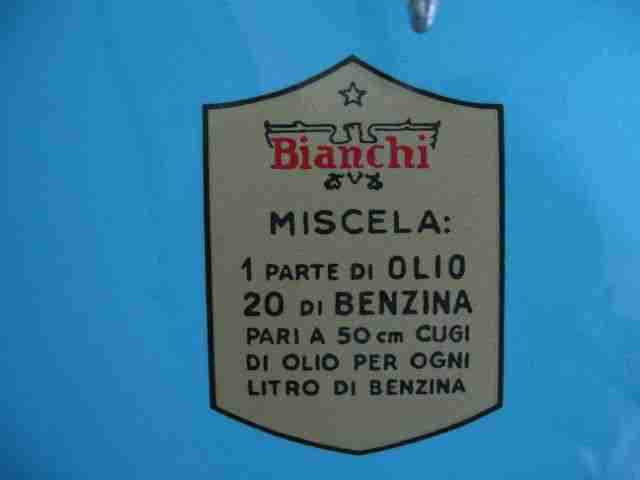 Bianchi
MISCELA:
1 PARTE DI OLIO
20 DI BENZINA
PARI A 50 cm CUGI
DI OLIO PER OGNI
LITRO DI BENZINA